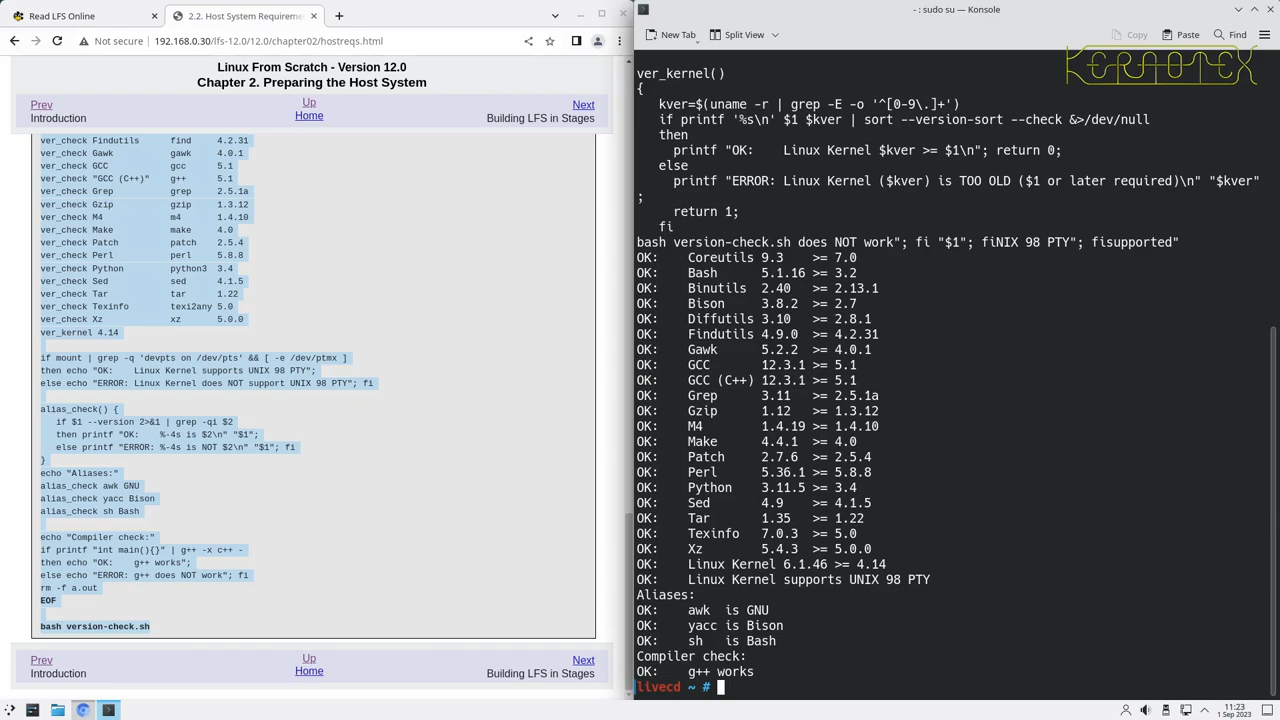 Read LFS Online
2.2. Host System Requireme
Not secure
192.168.0.30/lfs-12.0/12.0/chapter02/hostreqs.html
Linux From Scratch - Version 12.0
Chapter 2. Preparing the Host System
Prev
Up
Next
Introduction
Home
Building LFS in Stages
ver_check Findutils find 4.2.31
ver_check Gawk gawk 4.0.1
ver_check GCC gcc 5.1
ver_check "GCC (C++)" g++ 5.1
ver_check Grep grep 2.5.1a
ver_check Gzip gzip 1.3.12
ver_check M4 m4 1.4.10
ver_check Make make 4.0
ver_check Patch patch 2.5.4
ver_check Perl perl 5.8.8
ver_check Python python3 3.4
ver_check Sed sed 4.1.5
ver_check Tar tar 1.22
ver_check Texinfo texi2any 5.0
ver_check Xz xz 5.0.0
ver_kernel 4.14
if mount | grep -q 'devpts on /dev/pts' && [ -e /dev/ptmx ]
then echo "OK:    Linux Kernel supports UNIX 98 PTY";
else echo "ERROR: Linux Kernel does NOT support UNIX 98 PTY"; fi
alias_check() {
if $1 --version 2>&1 | grep -qi $2
then printf "OK:    %-4s is $2\n" "$1";
else printf "ERROR: %-4s is NOT $2\n" "$1"; fi
}
echo "Aliases:"
alias_check awk GNU
alias_check yacc Bison
alias_check sh Bash
echo "Compiler check:"
if printf "int main(){}" | g++ -x c++ -
then echo "OK:    g++ works";
else echo "ERROR: g++ does NOT work"; fi
rm -f a.out
EOF
bash version-check.sh
Prev
Up
Next
Introduction
Home
Building LFS in Stages
- : sudo su — Konsole
New Tab
Split View
Copy
Paste
Find
KERNOTEX
ver_kernel()
{
kver=$(uname -r | grep -E -o '^[0-9\.]+')
if printf '%s\n' $1 $kver | sort --version-sort --check &>/dev/null
then
printf "OK:    Linux Kernel $kver >= $1\n"; return 0;
else
printf "ERROR: Linux Kernel ($kver) is TOO OLD ($1 or later required)\n" "$kver"
;
return 1;
fi
bash version-check.sh does NOT work"; fi "$1"; fiNIX 98 PTY"; fisupported"
OK:    Coreutils 9.3    >= 7.0
OK:    Bash      5.1.16 >= 3.2
OK:    Binutils  2.40   >= 2.13.1
OK:    Bison     3.8.2  >= 2.7
OK:    Diffutils 3.10   >= 2.8.1
OK:    Findutils 4.9.0  >= 4.2.31
OK:    Gawk      5.2.2  >= 4.0.1
OK:    GCC       12.3.1 >= 5.1
OK:    GCC (C++) 12.3.1 >= 5.1
OK:    Grep      3.11   >= 2.5.1a
OK:    Gzip      1.12   >= 1.3.12
OK:    M4        1.4.19 >= 1.4.10
OK:    Make      4.4.1  >= 4.0
OK:    Patch     2.7.6  >= 2.5.4
OK:    Perl      5.36.1 >= 5.8.8
OK:    Python    3.11.5 >= 3.4
OK:    Sed       4.9    >= 4.1.5
OK:    Tar       1.35   >= 1.22
OK:    Texinfo   7.0.3  >= 5.0
OK:    Xz        5.4.3  >= 5.0.0
OK:    Linux Kernel 6.1.46 >= 4.14
OK:    Linux Kernel supports UNIX 98 PTY
Aliases:
OK:    awk  is GNU
OK:    yacc is Bison
OK:    sh   is Bash
Compiler check:
OK:    g++ works
livecd ~ #
11:23
1 Sep 2023